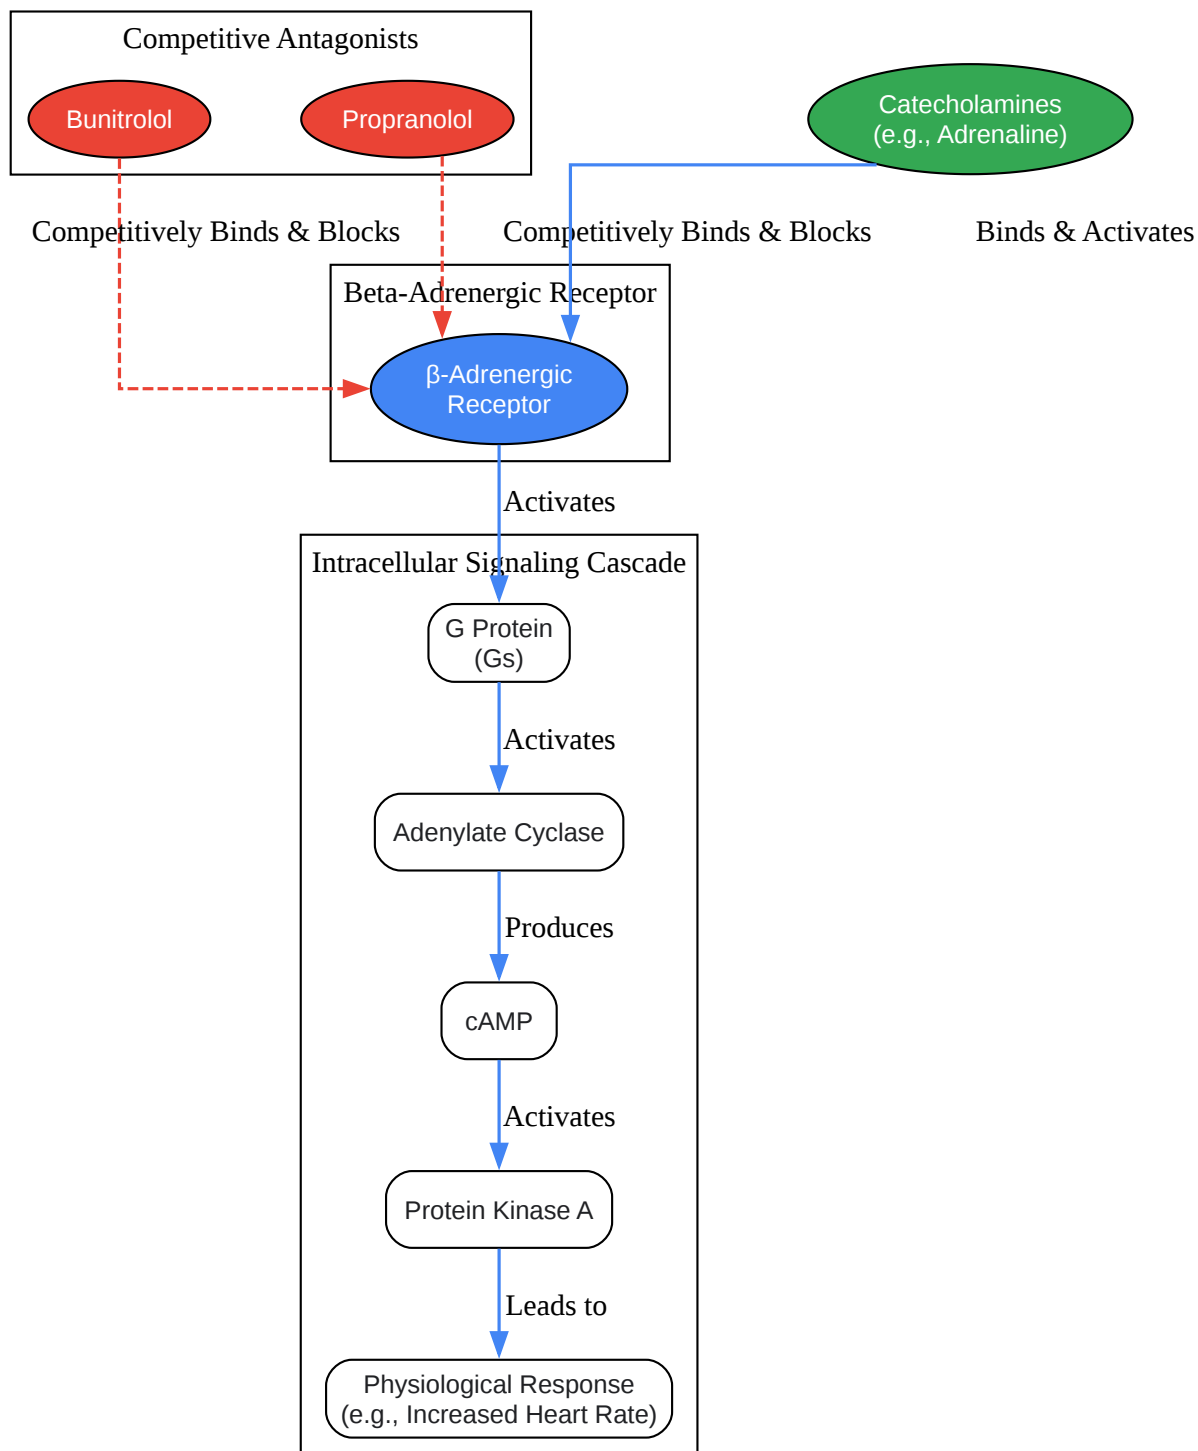 Competitive Antagonists
Bunitrolol
Propranolol
Catecholamines
(e.g., Adrenaline)
Competitively Binds & Blocks
Competitively Binds & Blocks
Binds & Activates
Beta-Adrenergic Receptor
β-Adrenergic
Receptor
Activates
Intracellular Signaling Cascade
G Protein
(Gs)
Activates
Adenylate Cyclase
Produces
cAMP
Activates
Protein Kinase A
Leads to
Physiological Response
(e.g., Increased Heart Rate)